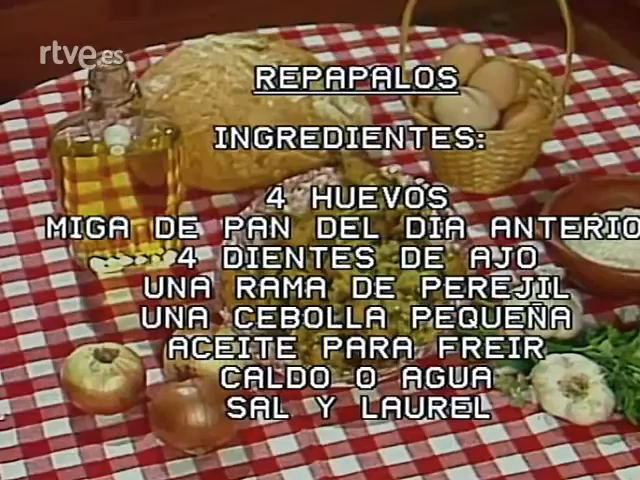 rtve.es
REPAPALOS
INGREDIENTES:
4 HUEVOS
MIGA DE PAN DEL DIA ANTERIO
4 DIENTES DE AJO
UNA RAMA DE PEREJIL
UNA CEBOLLA PEQUEÑA
ACEITE PARA FREIR
CALDO O AGUA
SAL Y LAUREL